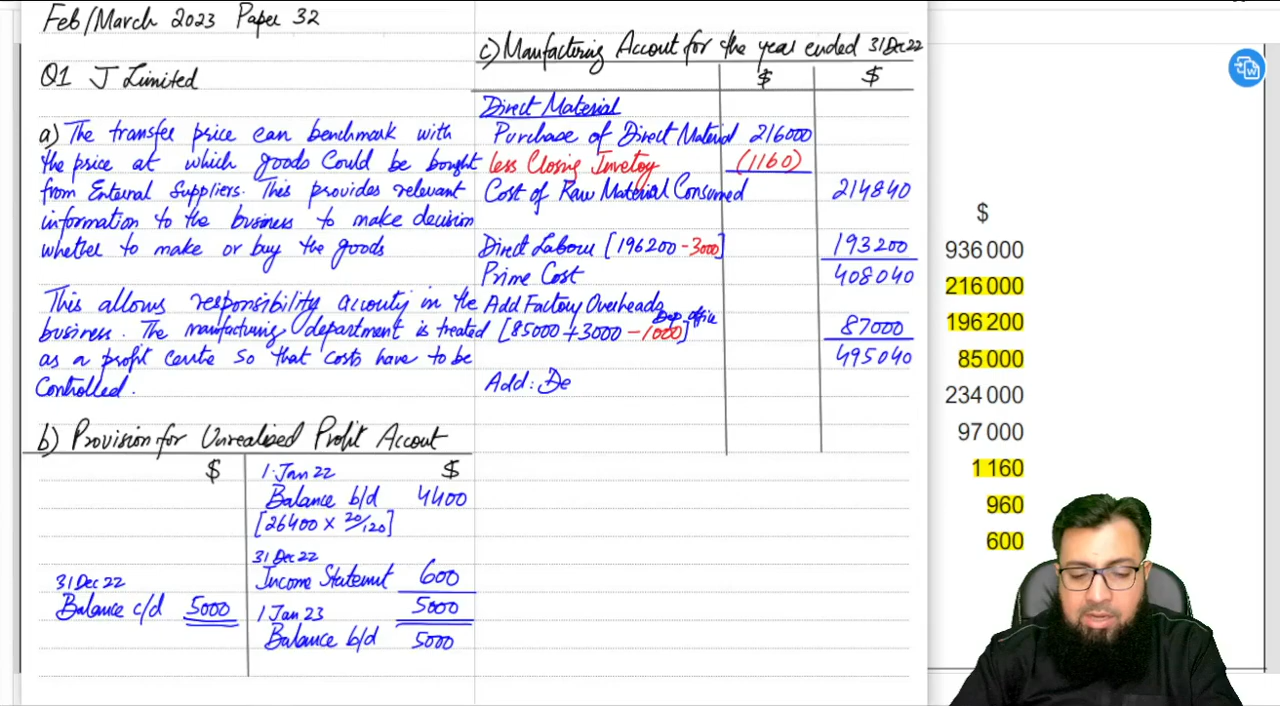 Feb/March 2023 Paper 32
Q1 J Limited
a) The transfer price can benchmark with
the price at which goods could be bought
from External Suppliers. This provides relevant
information to the business to make decision
whether to make or buy the goods
This allows responsibility accouty in the
business. The manufacturing department is treated
as a profit centre so that costs have to be
Controlled.
b) Provision for Unrealised Profit Accout
$
$
1 Jan 22
Balance b/d 4400
[26400 x 20/120]
31 Dec 22
Income Statemut 600
31 Dec 22
Balance c/d 5000
5000
1 Jan 23
Balance b/d 5000
c) Manfacturing Accout for the year ended 31 Dec 22
$ $
Direct Material
Purchase of Direct Material 216000
less Closing Invetoy (1160)
Cost of Raw Material Consumed 214840
Direct Labour [196200 - 3000] 193200
Prime Cost 408040
Add Factory Overheads
Dep office
[85000 + 3000 - 1000] 87000
495040
Add: De
$
936 000
216 000
196 200
85 000
234 000
97 000
1 160
960
600
W